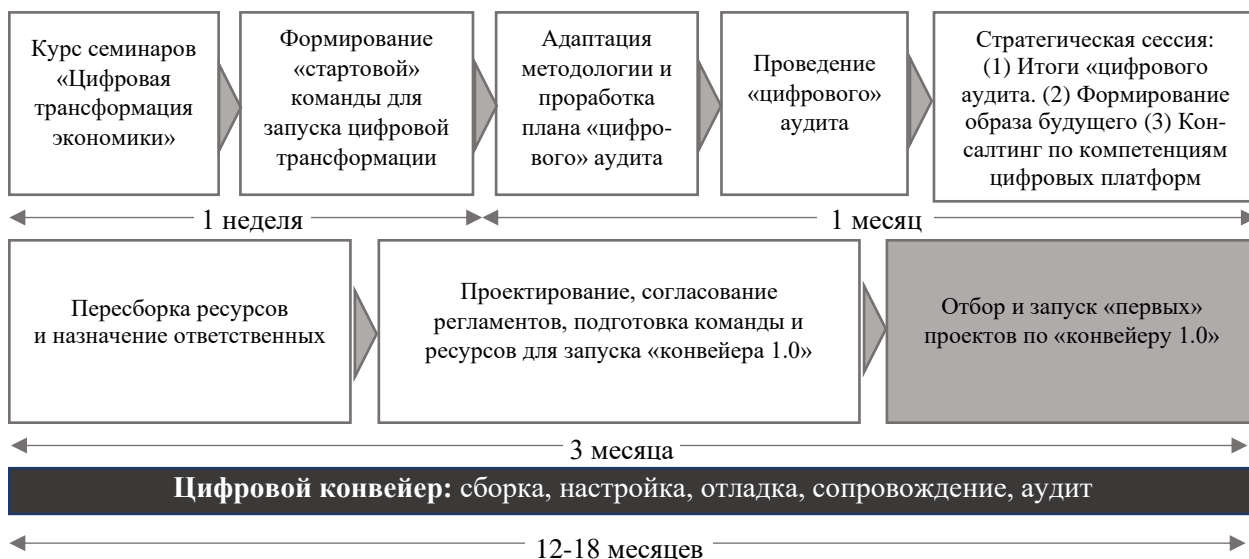 Курс семинаров
«Цифровая
трансформация
экономики»
Формирование
«стартовой»
команды для
запуска цифровой
трансформации
Адаптация
методологии и
проработка
плана «цифро-
вого» аудита
Проведение
«цифрового»
аудита
Стратегическая сессия:
(1) Итоги «цифрового
аудита. (2) Формирование
образа будущего (3) Кон-
салтинг по компетенциям
цифровых платформ
1 неделя
1 месяц
Пересборка ресурсов
и назначение ответственных
Проектирование, согласование
регламентов, подготовка команды и
ресурсов для запуска «конвейера 1.0»
Отбор и запуск «первых»
проектов по «конвейеру 1.0»
3 месяца
Цифровой конвейер: сборка, настройка, отладка, сопровождение, аудит
12-18 месяцев